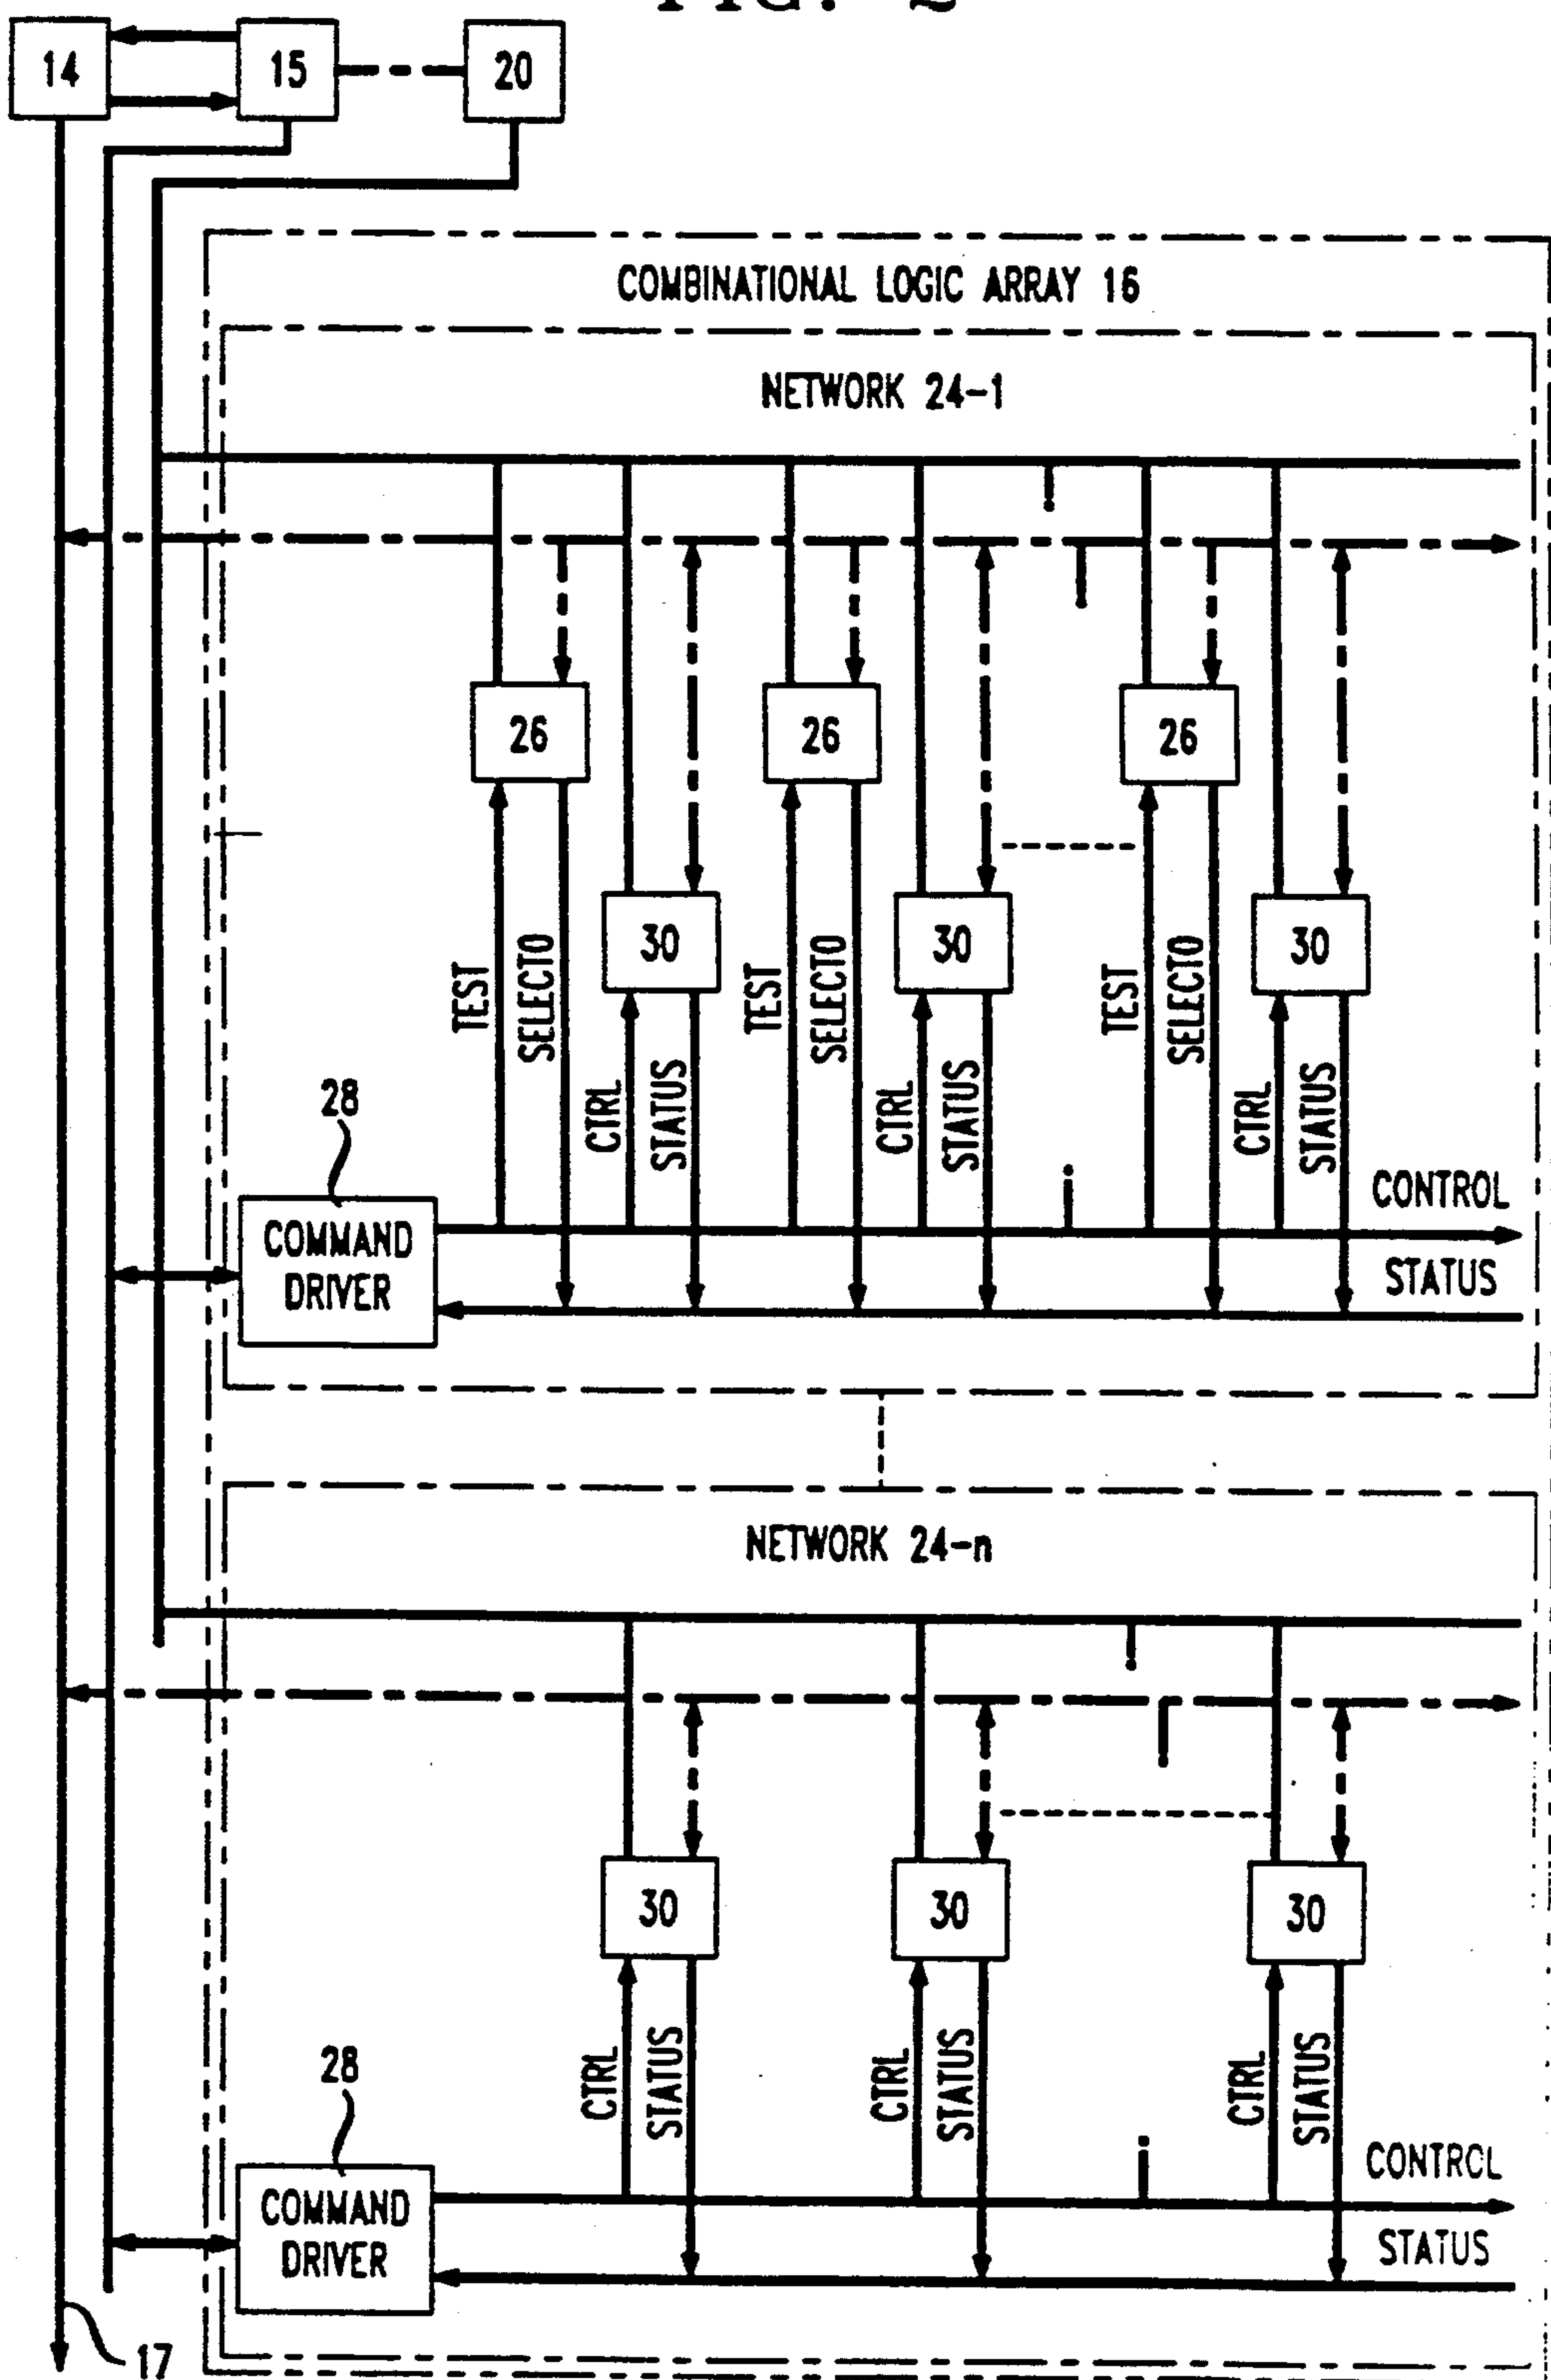 FIG. 2
14
15
20
COMBINATIONAL LOGIC ARRAY 16
NETWORK 24-1
26
26
26
30
30
30
TEST
SELECTO
TEST
SELECTO
TEST
SELECTO
CTRL
STATUS
CTRL
STATUS
CTRL
STATUS
28
COMMAND
DRIVER
CONTROL
STATUS
NETWORK 24-n
30
30
30
CTRL
STATUS
CTRL
STATUS
CTRL
STATUS
28
COMMAND
DRIVER
CONTROL
STATUS
17